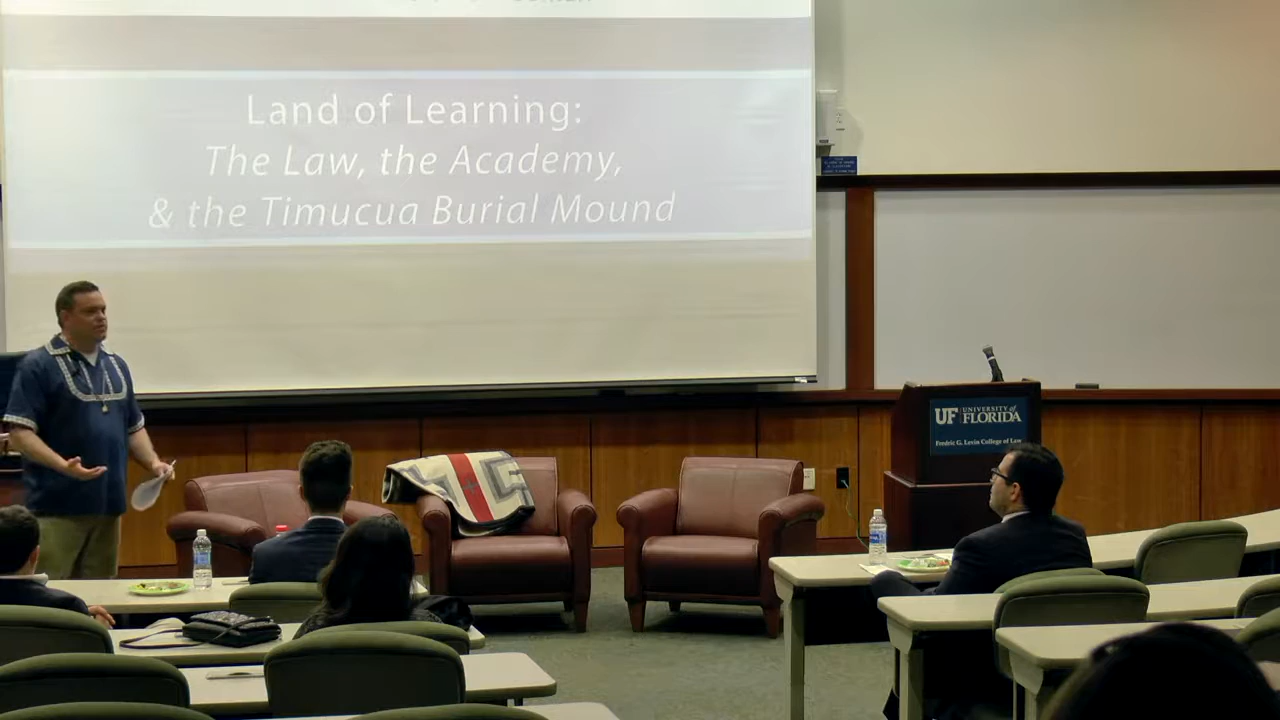 Land of Learning:
The Law, the Academy,
& the Timucua Burial Mound
UF UNIVERSITY of
FLORIDA
Fredric G. Levin College of Law